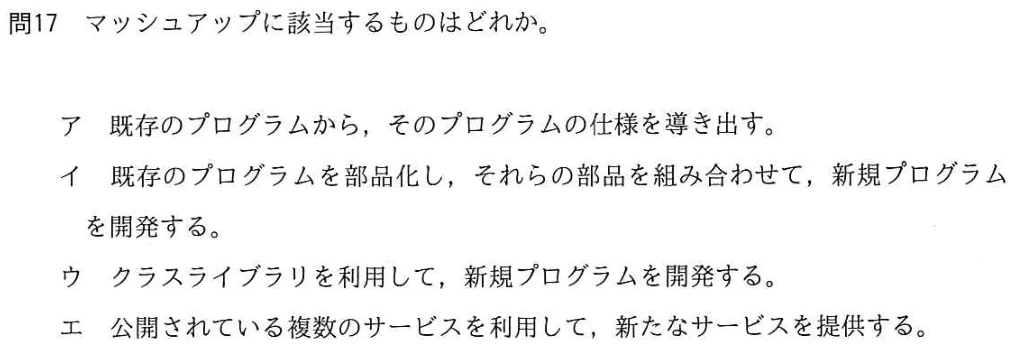 問17 マッシュアップに該当するものはどれか。
ア 既存のプログラムから，そのプログラムの仕様を導き出す。
イ 既存のプログラムを部品化し，それらの部品を組み合わせて，新規プログラム
を開発する。
ウ クラスライブラリを利用して，新規プログラムを開発する。
エ 公開されている複数のサービスを利用して，新たなサービスを提供する。